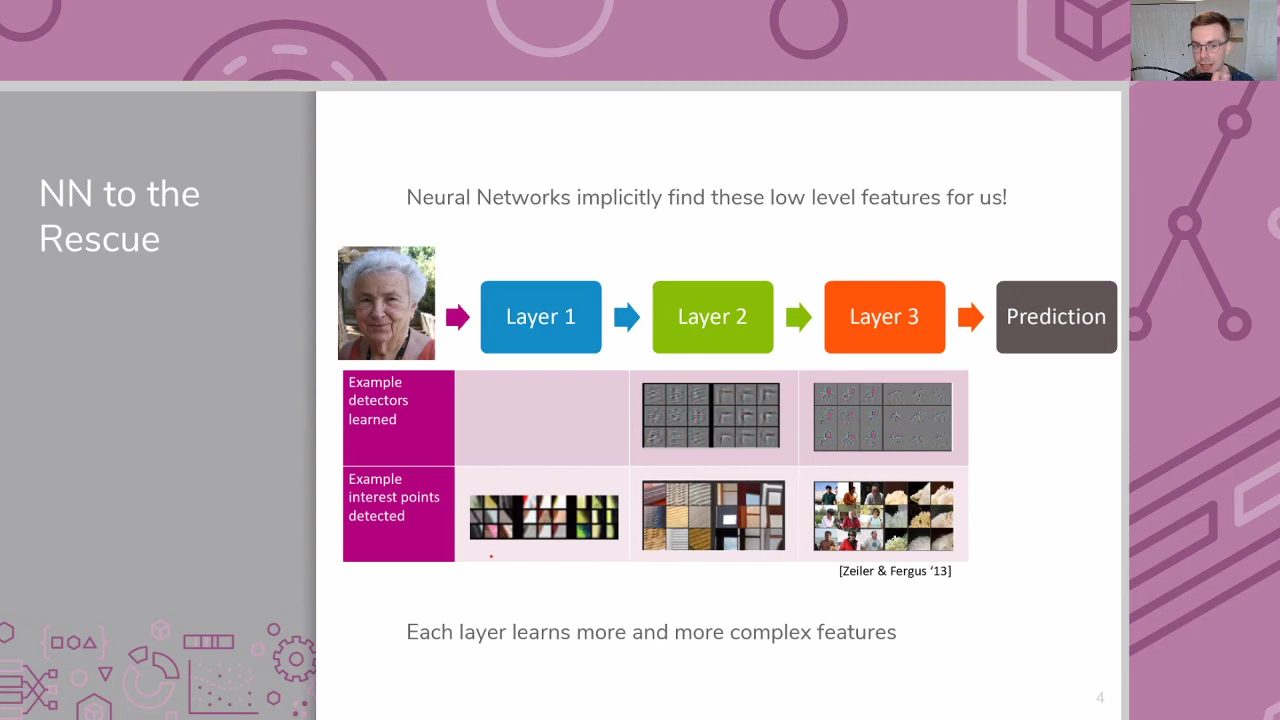 NN to the
Rescue
Neural Networks implicitly find these low level features for us!
Layer 1
Layer 2
Layer 3
Prediction
Example
detectors
learned
Example
interest points
detected
[Zeiler & Fergus ‘13]
Each layer learns more and more complex features
4